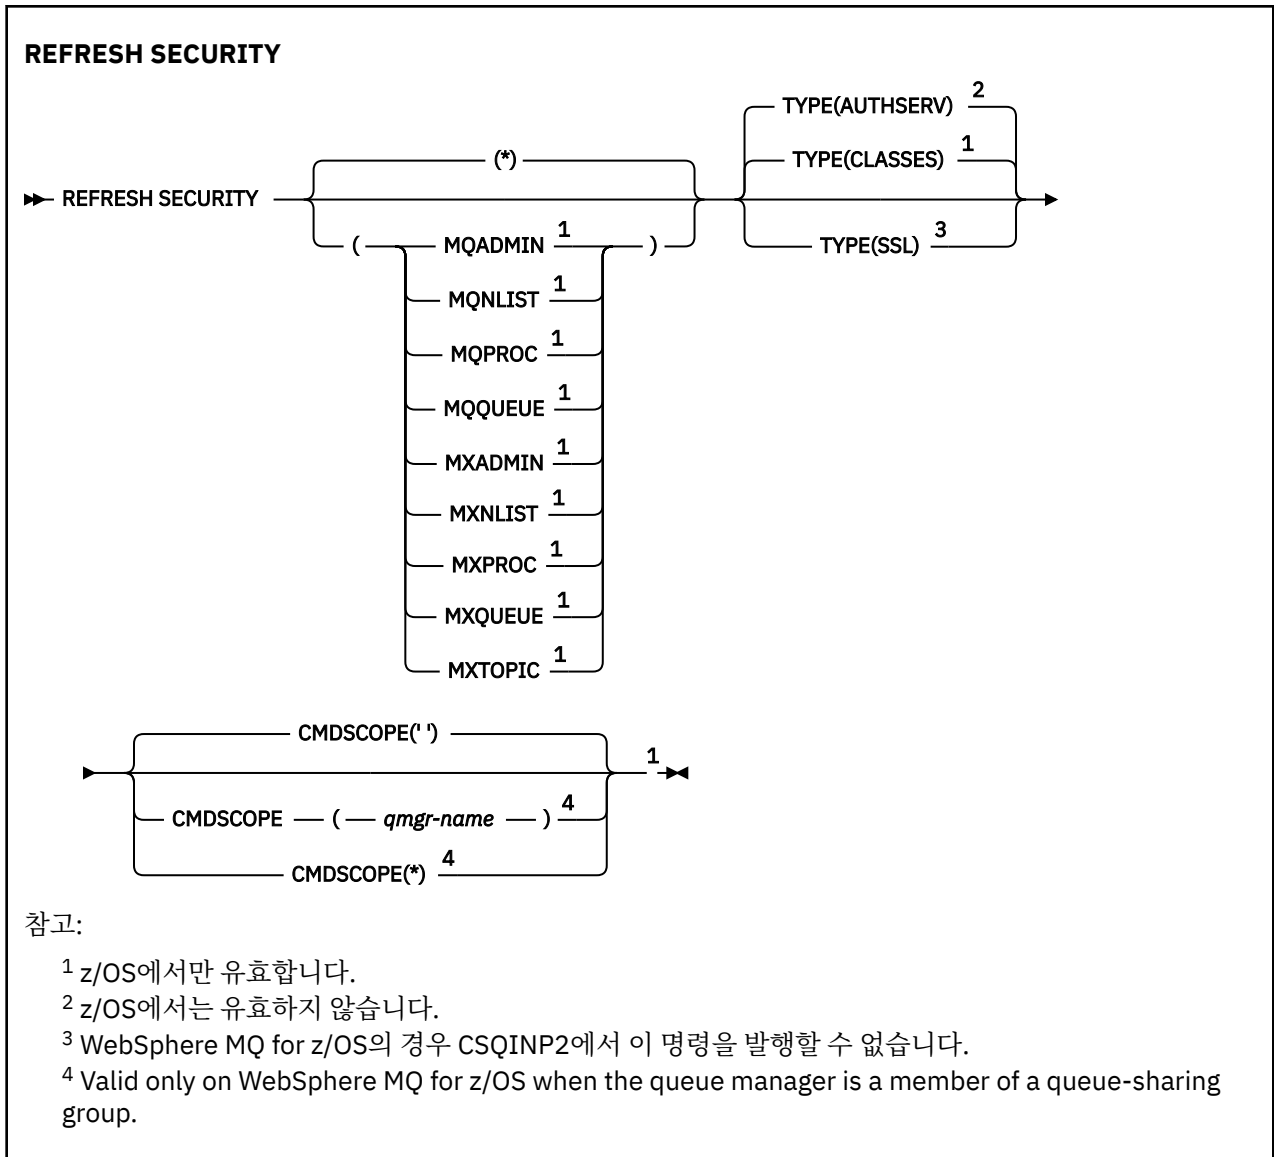 REFRESH SECURITY
TYPE(AUTHSERV) 2
(*)
TYPE(CLASSES) 1
REFRESH SECURITY
( MQADMIN 1 )
TYPE(SSL) 3
MQNLIST 1
MQPROC 1
MQQUEUE 1
MXADMIN 1
MXNLIST 1
MXPROC 1
MXQUEUE 1
MXTOPIC 1
CMDSCOPE(' ')
1
CMDSCOPE ( qmgr-name ) 4
CMDSCOPE(*) 4
참고:
1 z/OS에서만 유효합니다.
2 z/OS에서는 유효하지 않습니다.
3 WebSphere MQ for z/OS의 경우 CSQINP2에서 이 명령을 발행할 수 없습니다.
4 Valid only on WebSphere MQ for z/OS when the queue manager is a member of a queue-sharing
group.